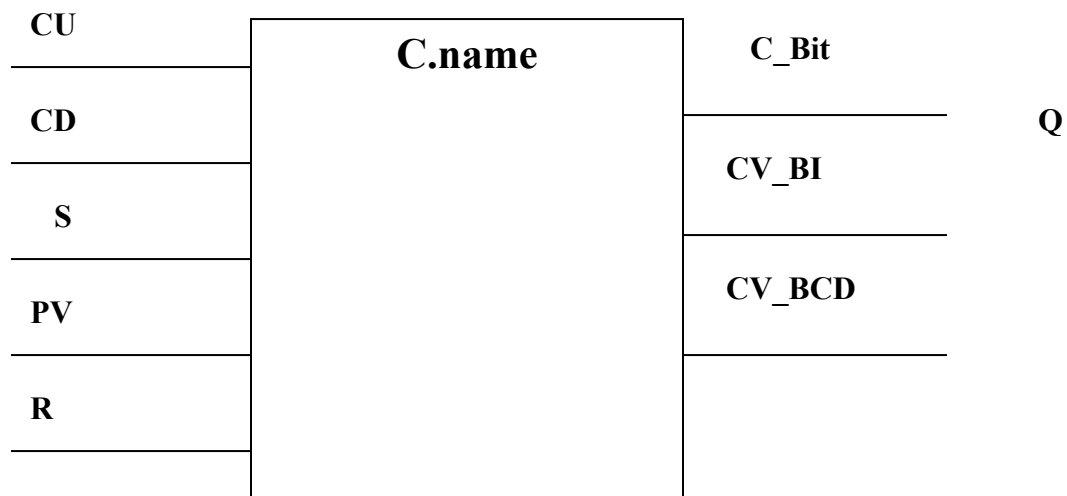 CU
C.name
C_Bit
CD
Q
CV_BI
S
CV_BCD
PV
R